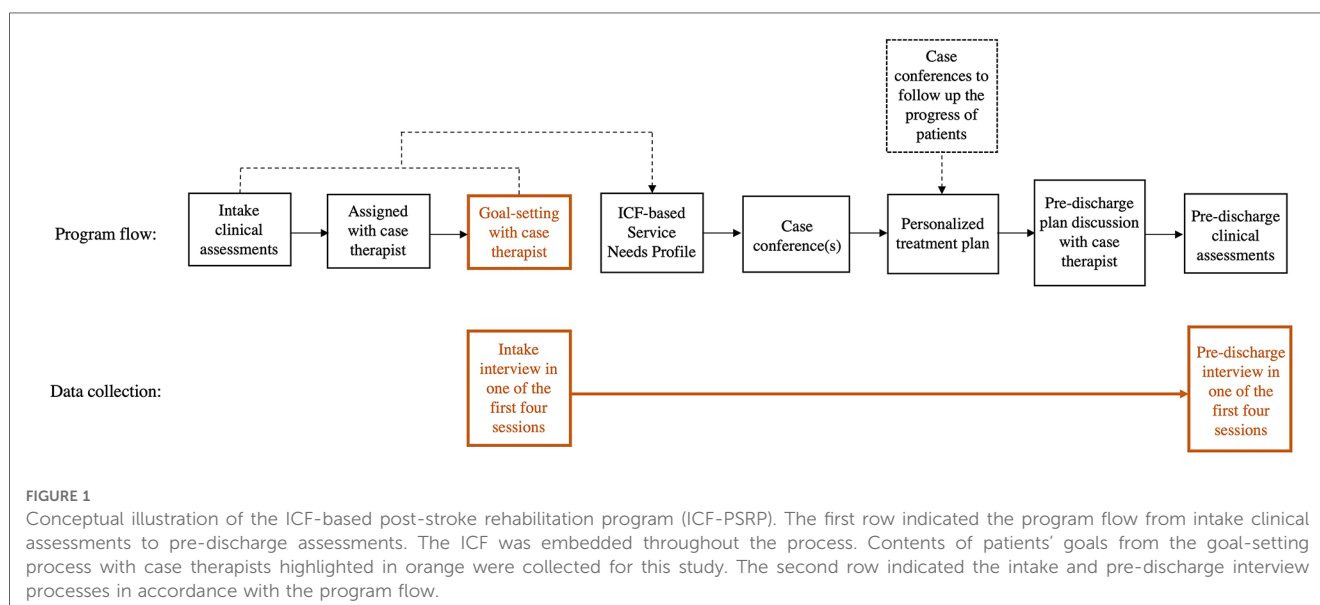 Case
conferences to
follow up the
progress of
patients
Program flow:
Intake
clinical
assessments
Assigned
with case
therapist
Goal-setting
with case
therapist
ICF-based
Service
Needs Profile
Case
conference(s)
Personalized
treatment plan
Pre-discharge
plan discussion
with case
therapist
Pre-discharge
clinical
assessments
Data collection:
Intake
interview in
one of the
first four
sessions
Pre-discharge
interview in
one of the
first four
sessions
FIGURE 1
Conceptual illustration of the ICF-based post-stroke rehabilitation program (ICF-PSRP). The first row indicated the program flow from intake clinical
assessments to pre-discharge assessments. The ICF was embedded throughout the process. Contents of patients' goals from the goal-setting
process with case therapists highlighted in orange were collected for this study. The second row indicated the intake and pre-discharge interview
processes in accordance with the program flow.